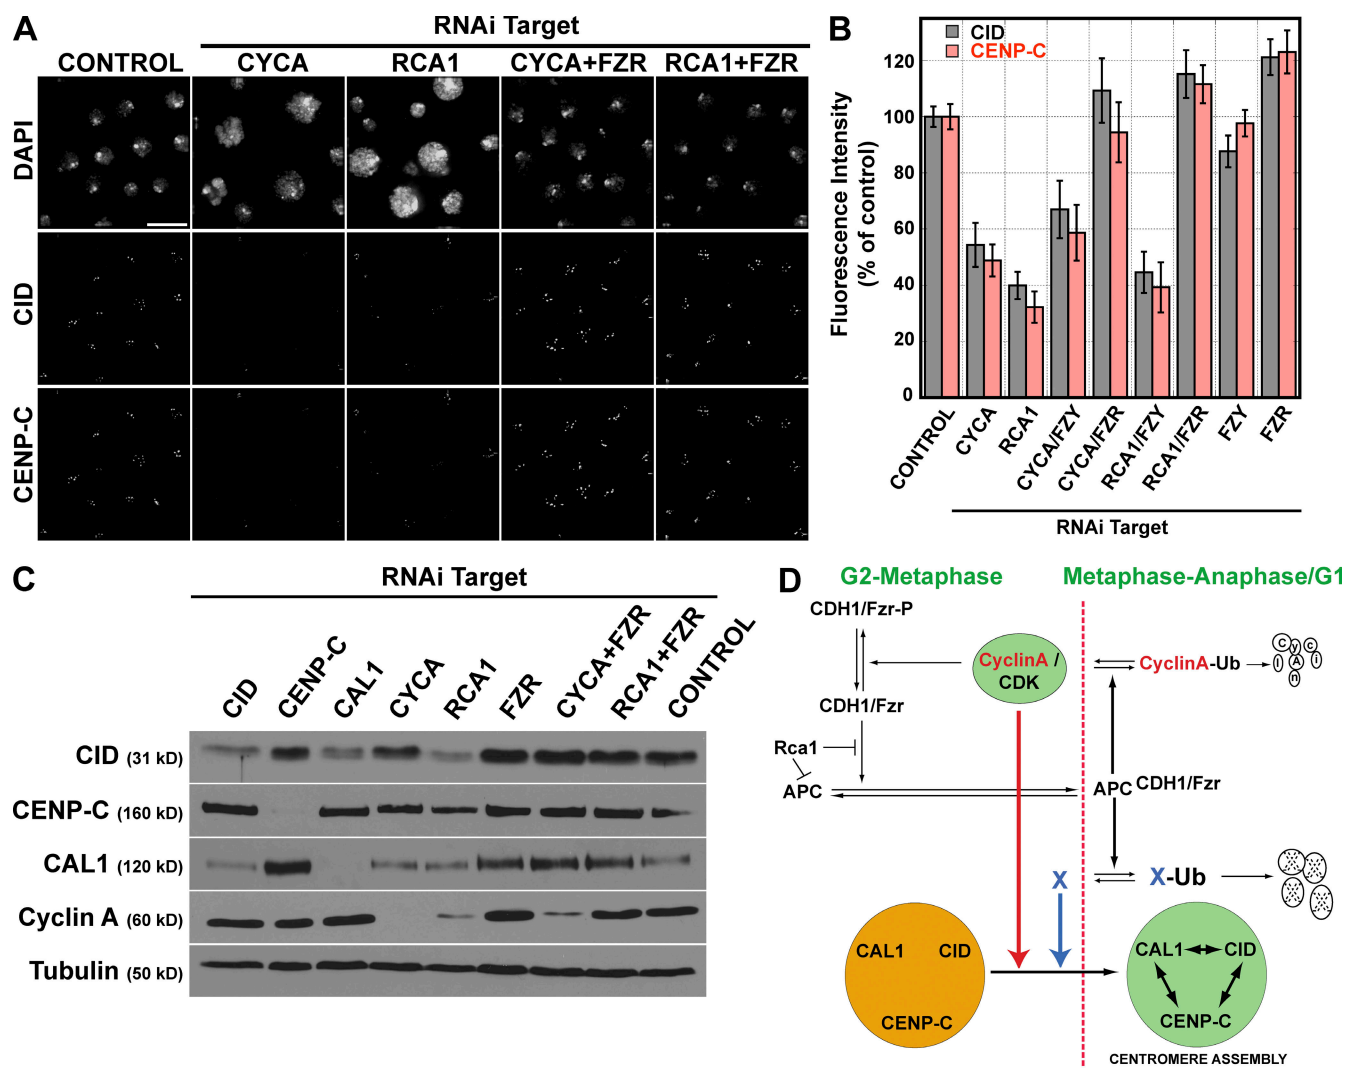 A
RNAi Target
CONTROL CYCA RCA1 CYCA+FZR RCA1+FZR
DAPI
CID
CENP-C
B
CID
CENP-C
Fluorescence Intensity
(% of control)
120
100
80
60
40
20
0
CONTROL
CYCA
RCA1
CYCA/FZY
CYCA/FZR
RCA1/FZY
RCA1/FZR
FZY
FZR
RNAi Target
C
RNAi Target
CID
CENP-C
CAL1
CYCA
RCA1
FZR
CYCA+FZR
RCA1+FZR
CONTROL
CID (31 kD)
CENP-C (160 kD)
CAL1 (120 kD)
Cyclin A (60 kD)
Tubulin (50 kD)
D
G2-Metaphase
Metaphase-Anaphase/G1
CDH1/Fzr-P
CyclinA /
CDK
CyclinA-Ub
C y c l i n A
CDH1/Fzr
Rca1
APC
APC CDH1/Fzr
X
X-Ub
CAL1 CID
CENP-C
CAL1 CID
CENP-C
CENTROMERE ASSEMBLY